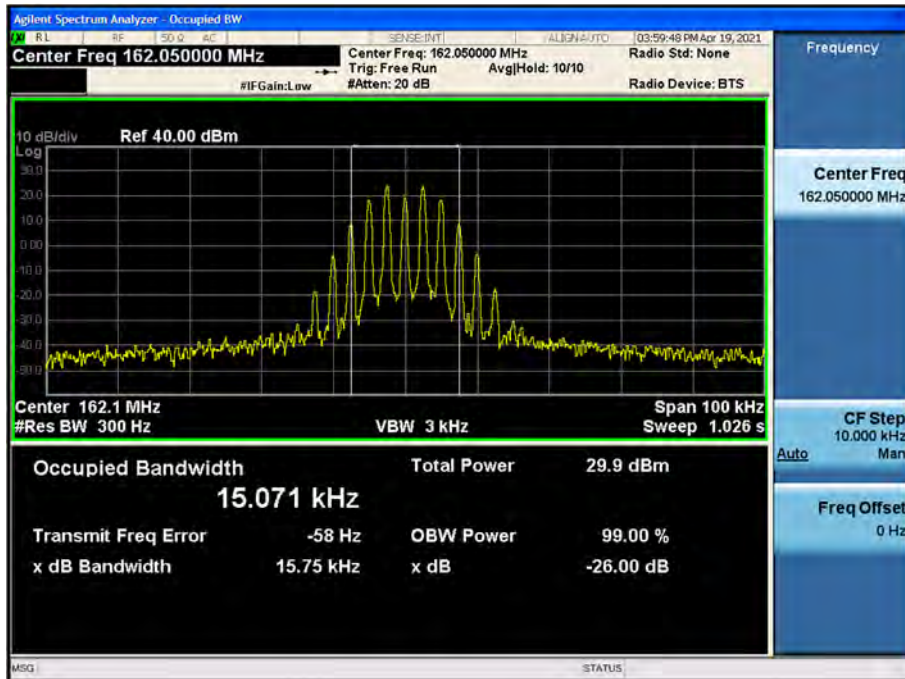 Agilent Spectrum Analyzer - Occupied BW
LXI RL RF 50 Ω AC SENSE:INT ALIGNAUTO 03:59:48 PM Apr 19, 2021
Center Freq 162.050000 MHz
Center Freq: 162.050000 MHz
Radio Std: None
Trig: Free Run Avg|Hold: 10/10
#IFGain:Low
#Atten: 20 dB
Radio Device: BTS
10 dB/div Ref 40.00 dBm
Log
30.0
20.0
10.0
0.00
-10.0
-20.0
-30.0
-40.0
-50.0
Center 162.1 MHz Span 100 kHz
#Res BW 300 Hz VBW 3 kHz Sweep 1.026 s
Occupied Bandwidth Total Power 29.9 dBm
15.071 kHz
Transmit Freq Error -58 Hz OBW Power 99.00 %
x dB Bandwidth 15.75 kHz x dB -26.00 dB
Frequency
Center Freq
162.050000 MHz
CF Step
10.000 kHz
Auto Man
Freq Offset
0 Hz
MSG STATUS